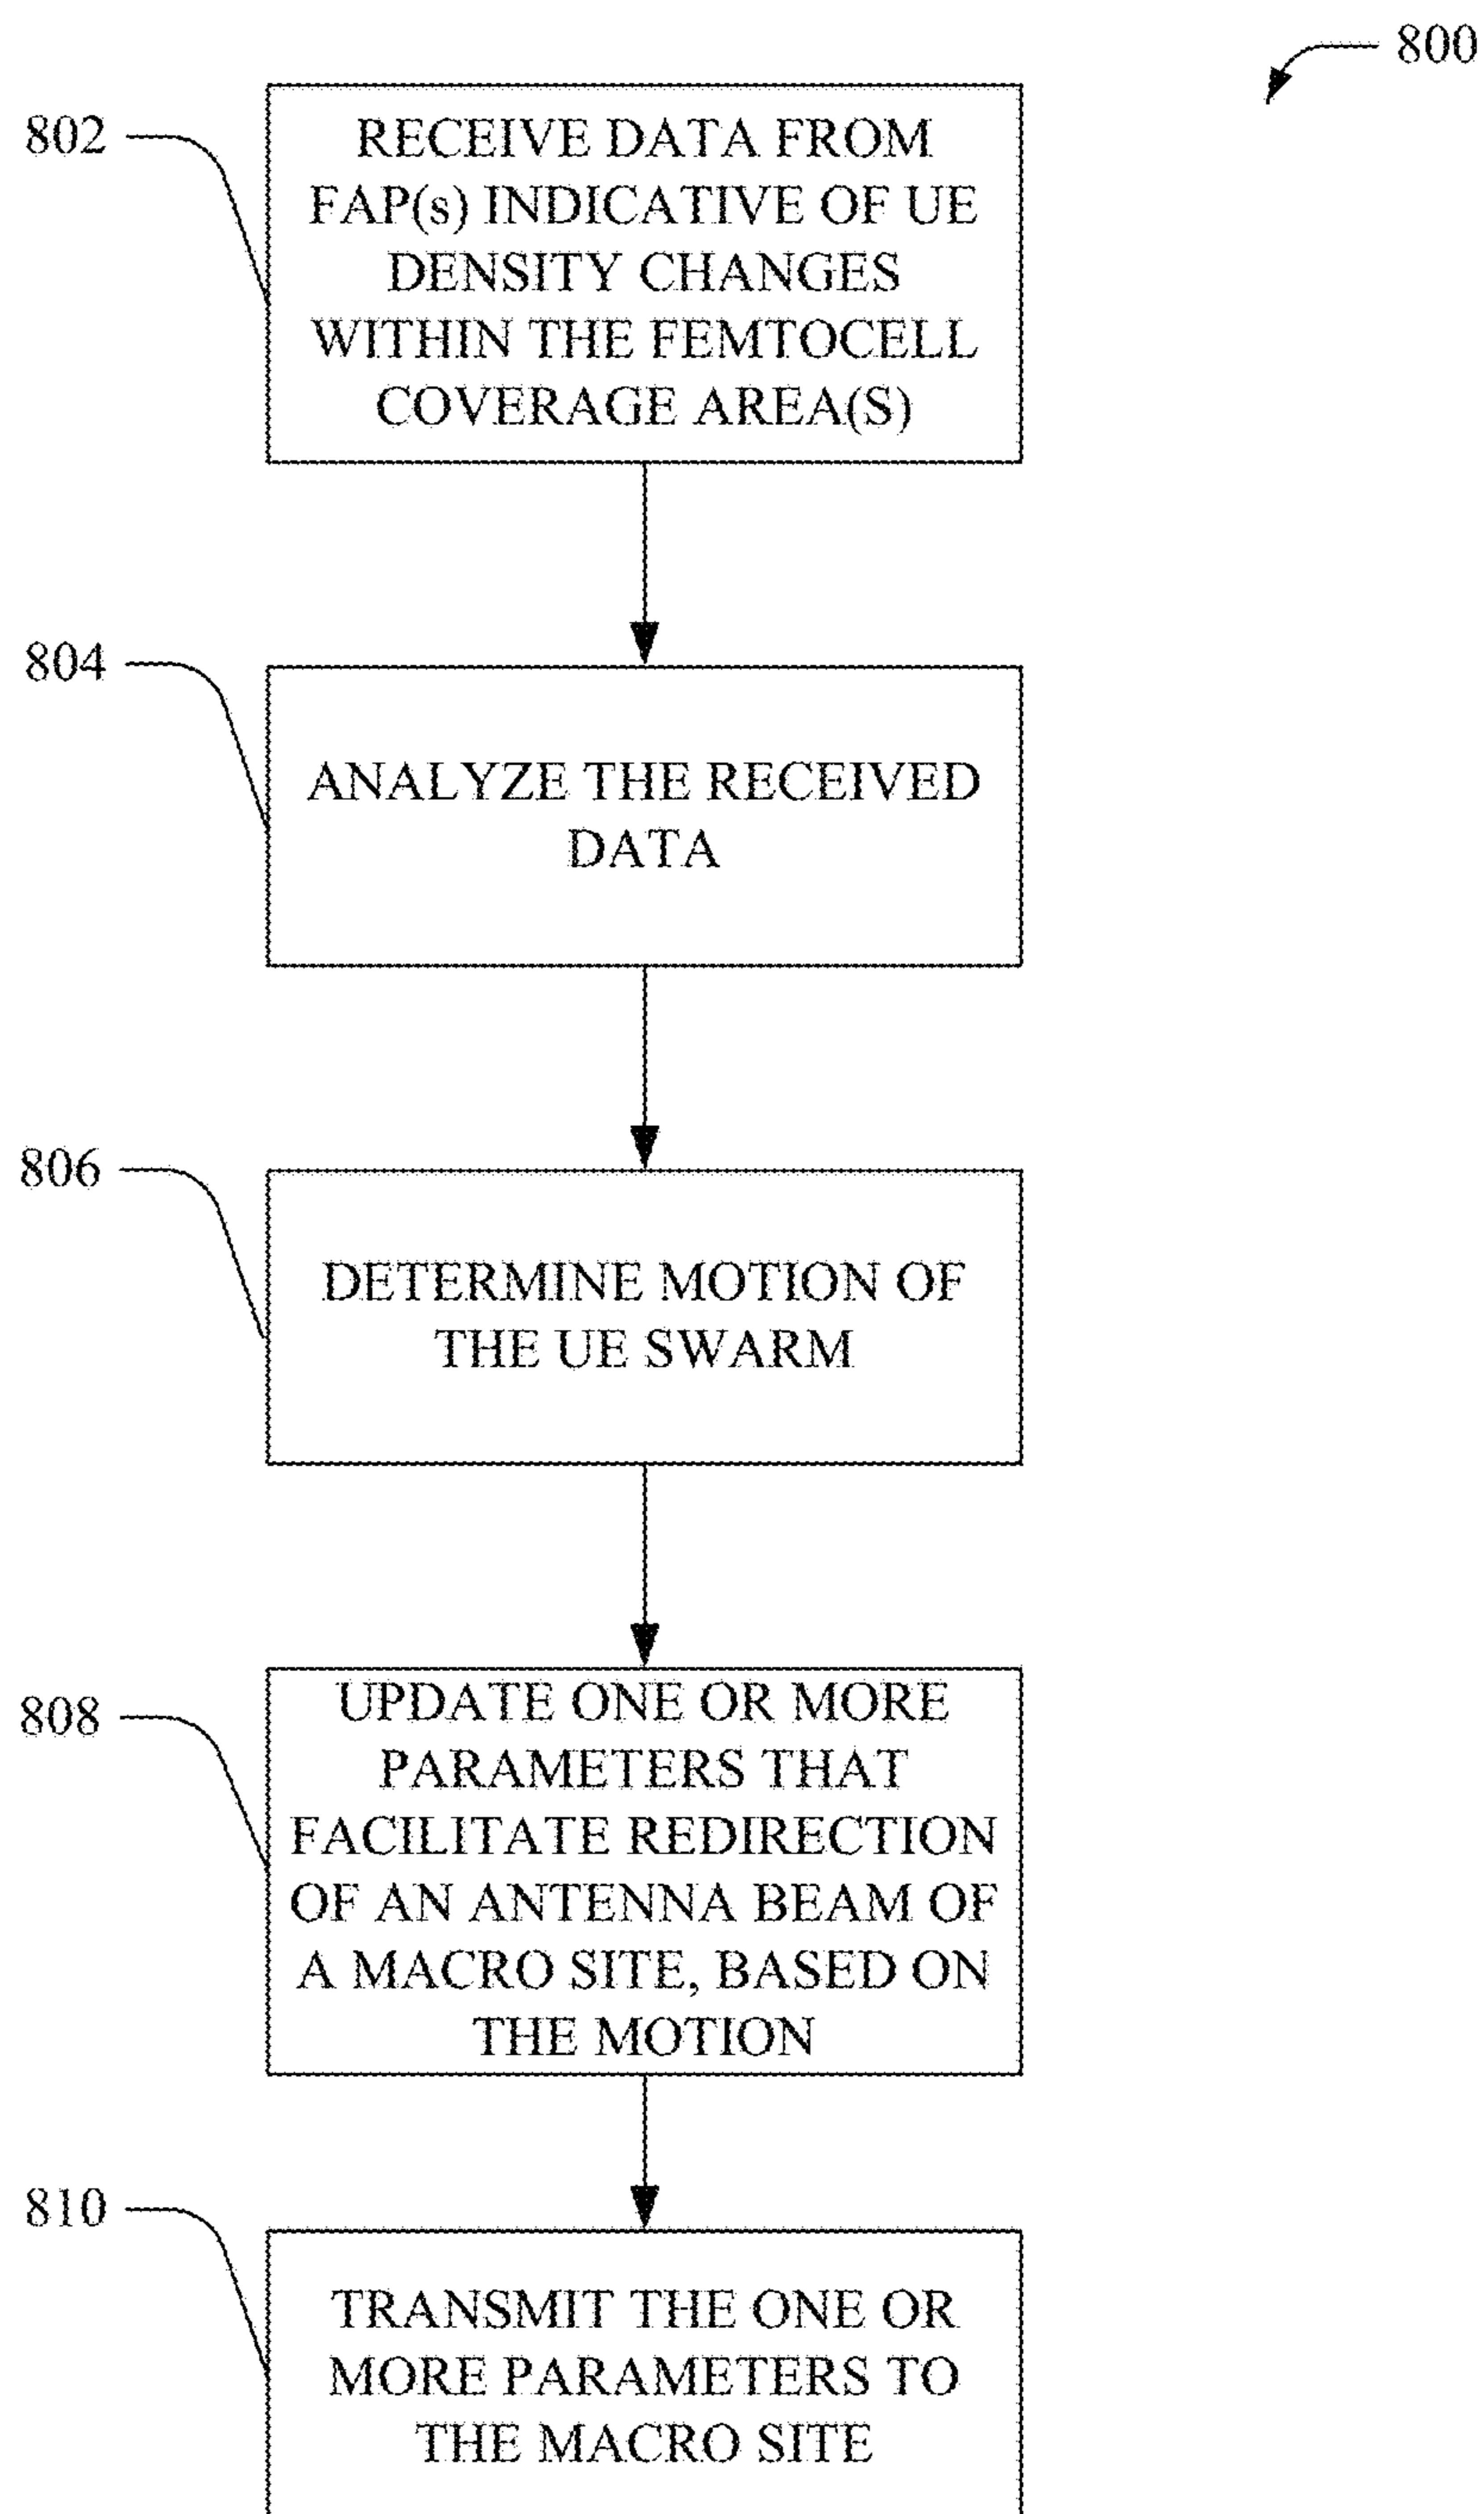 800
802
RECEIVE DATA FROM
FAP(s) INDICATIVE OF UE
DENSITY CHANGES
WITHIN THE FEMTOCELL
COVERAGE AREA(S)
804
ANALYZE THE RECEIVED
DATA
806
DETERMINE MOTION OF
THE UE SWARM
808
UPDATE ONE OR MORE
PARAMETERS THAT
FACILITATE REDIRECTION
OF AN ANTENNA BEAM OF
A MACRO SITE, BASED ON
THE MOTION
810
TRANSMIT THE ONE OR
MORE PARAMETERS TO
THE MACRO SITE